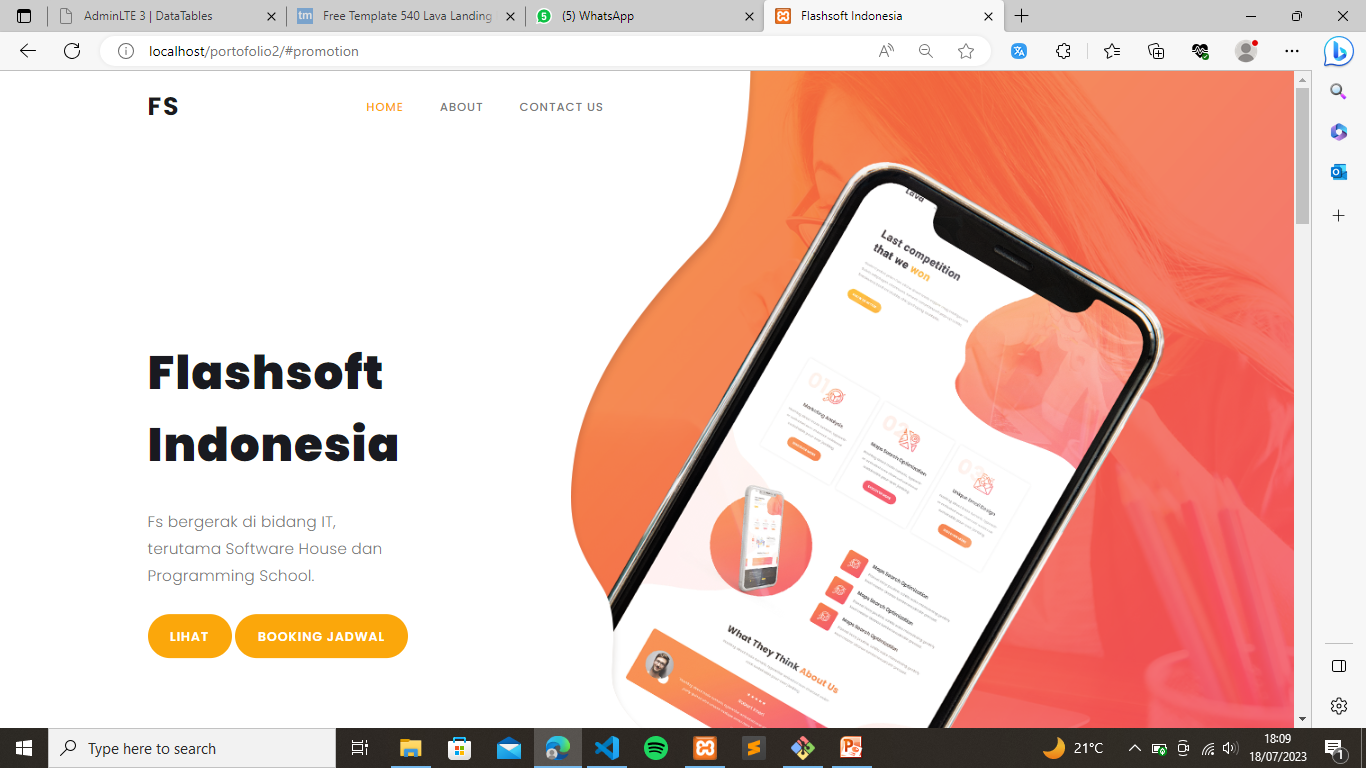 AdminLTE 3 | DataTables
Free Template 540 Lava Landing
(5) WhatsApp
Flashsoft Indonesia
localhost/portofolio2/#promotion
FS
HOME
ABOUT
CONTACT US
Lava
Last competition
that we won
01
Marketing Analysis
02
Maps Search Optimization
03
Unique Email Design
Maps Search Optimization
Maps Search Optimization
Maps Search Optimization
What They Think About Us
Flashsoft
Indonesia
Fs bergerak di bidang IT,
terutama Software House dan
Programming School.
LIHAT
BOOKING JADWAL
Type here to search
21°C
18:09
18/07/2023
1